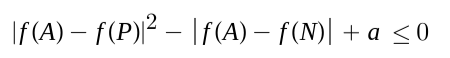 |f(A) − f(P)|² − |f(A) − f(N)| + a ≤ 0